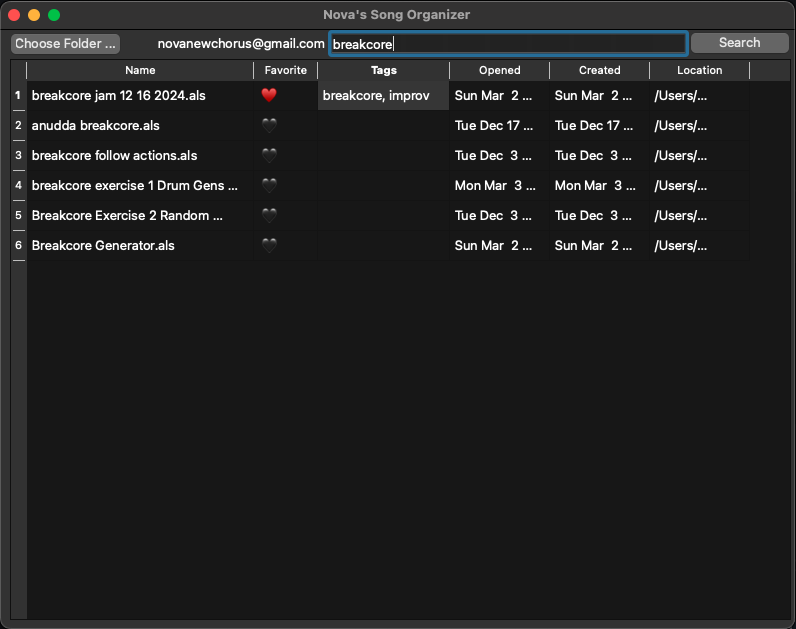 Nova's Song Organizer
Choose Folder ... novanewchorus@gmail.com breakcore Search
Name Favorite Tags Opened Created Location
1 breakcore jam 12 16 2024.als breakcore, improv Sun Mar 2 ... Sun Mar 2 ... /Users/...
2 anudda breakcore.als Tue Dec 17 ... Tue Dec 17 ... /Users/...
3 breakcore follow actions.als Tue Dec 3 ... Tue Dec 3 ... /Users/...
4 breakcore exercise 1 Drum Gens ... Mon Mar 3 ... Mon Mar 3 ... /Users/...
5 Breakcore Exercise 2 Random ... Tue Dec 3 ... Tue Dec 3 ... /Users/...
6 Breakcore Generator.als Sun Mar 2 ... Sun Mar 2 ... /Users/...